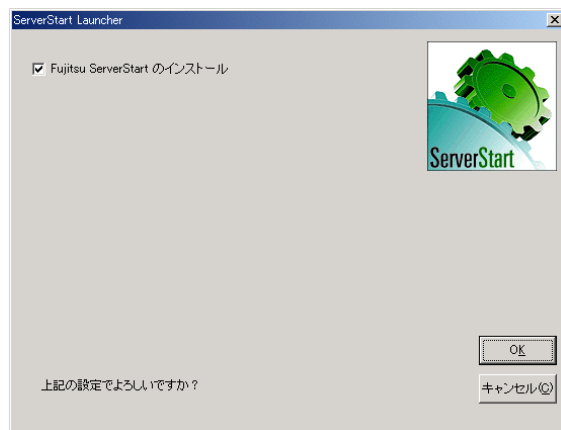 ServerStart Launcher
Fujitsu ServerStart のインストール
ServerStart
OK
上記の設定でよろしいですか？
キャンセル(C)